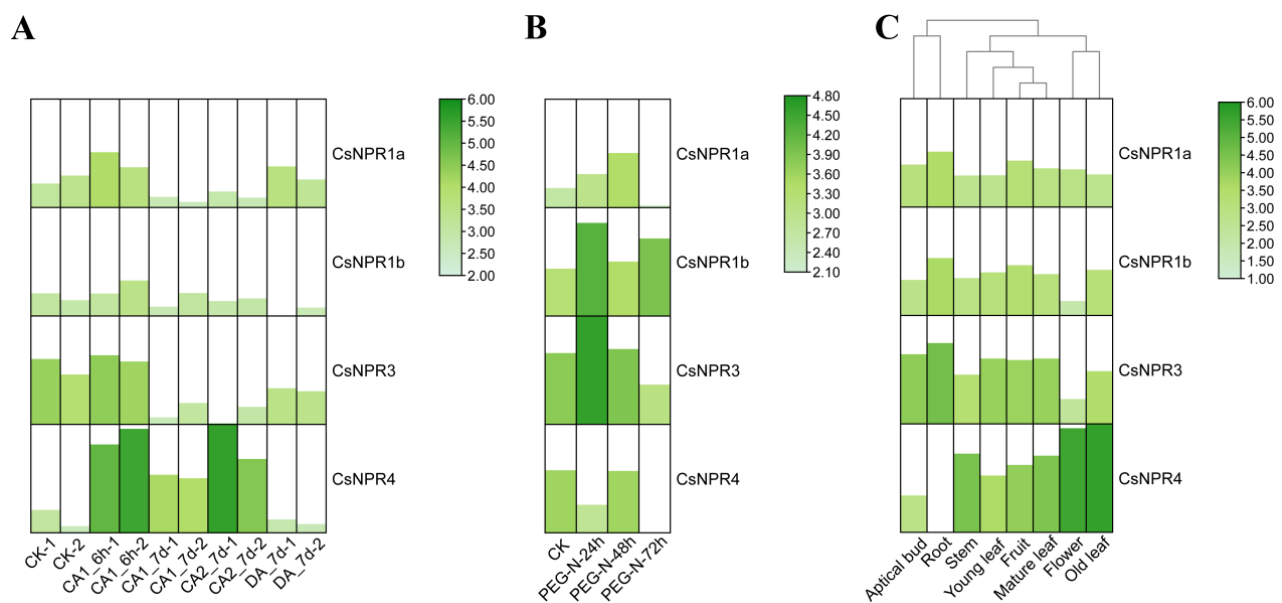 A
6.00
5.50
5.00
4.50
4.00
3.50
3.00
2.50
2.00
CsNPR1a
CsNPR1b
CsNPR3
CsNPR4
CK-1
CK-2
CA1_6h-1
CA1_6h-2
CA1_7d-1
CA1_7d-2
CA2_7d-1
CA2_7d-2
DA_7d-1
DA_7d-2
B
4.80
4.50
4.20
3.90
3.60
3.30
3.00
2.70
2.40
2.10
CsNPR1a
CsNPR1b
CsNPR3
CsNPR4
CK
PEG-N-24h
PEG-N-48h
PEG-N-72h
C
6.00
5.50
5.00
4.50
4.00
3.50
3.00
2.50
2.00
1.50
1.00
CsNPR1a
CsNPR1b
CsNPR3
CsNPR4
Aptical bud
Root
Stem
Young leaf
Fruit
Mature leaf
Flower
Old leaf